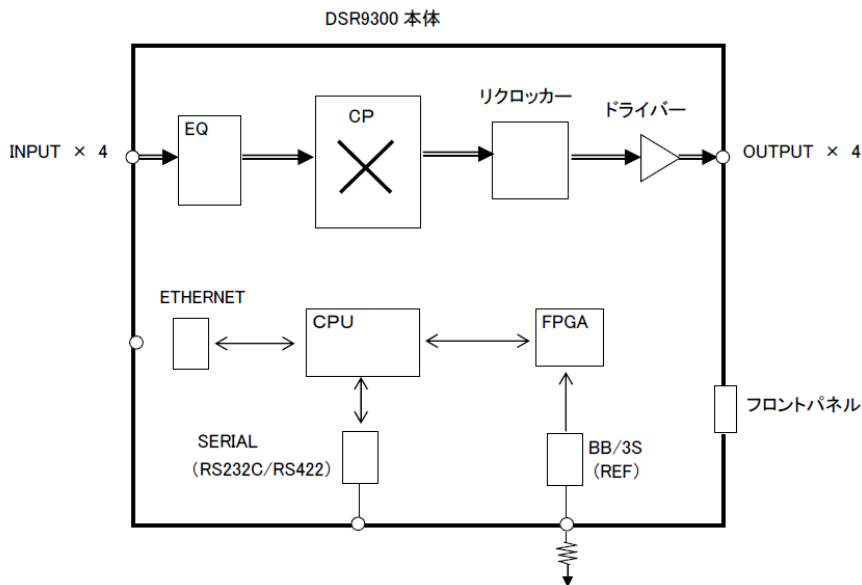 DSR9300 本体
INPUT × 4
EQ
CP
リクロッカー
ドライバー
OUTPUT × 4
ETHERNET
CPU
FPGA
フロントパネル
SERIAL
（RS232C/RS422）
BB/3S
（REF）